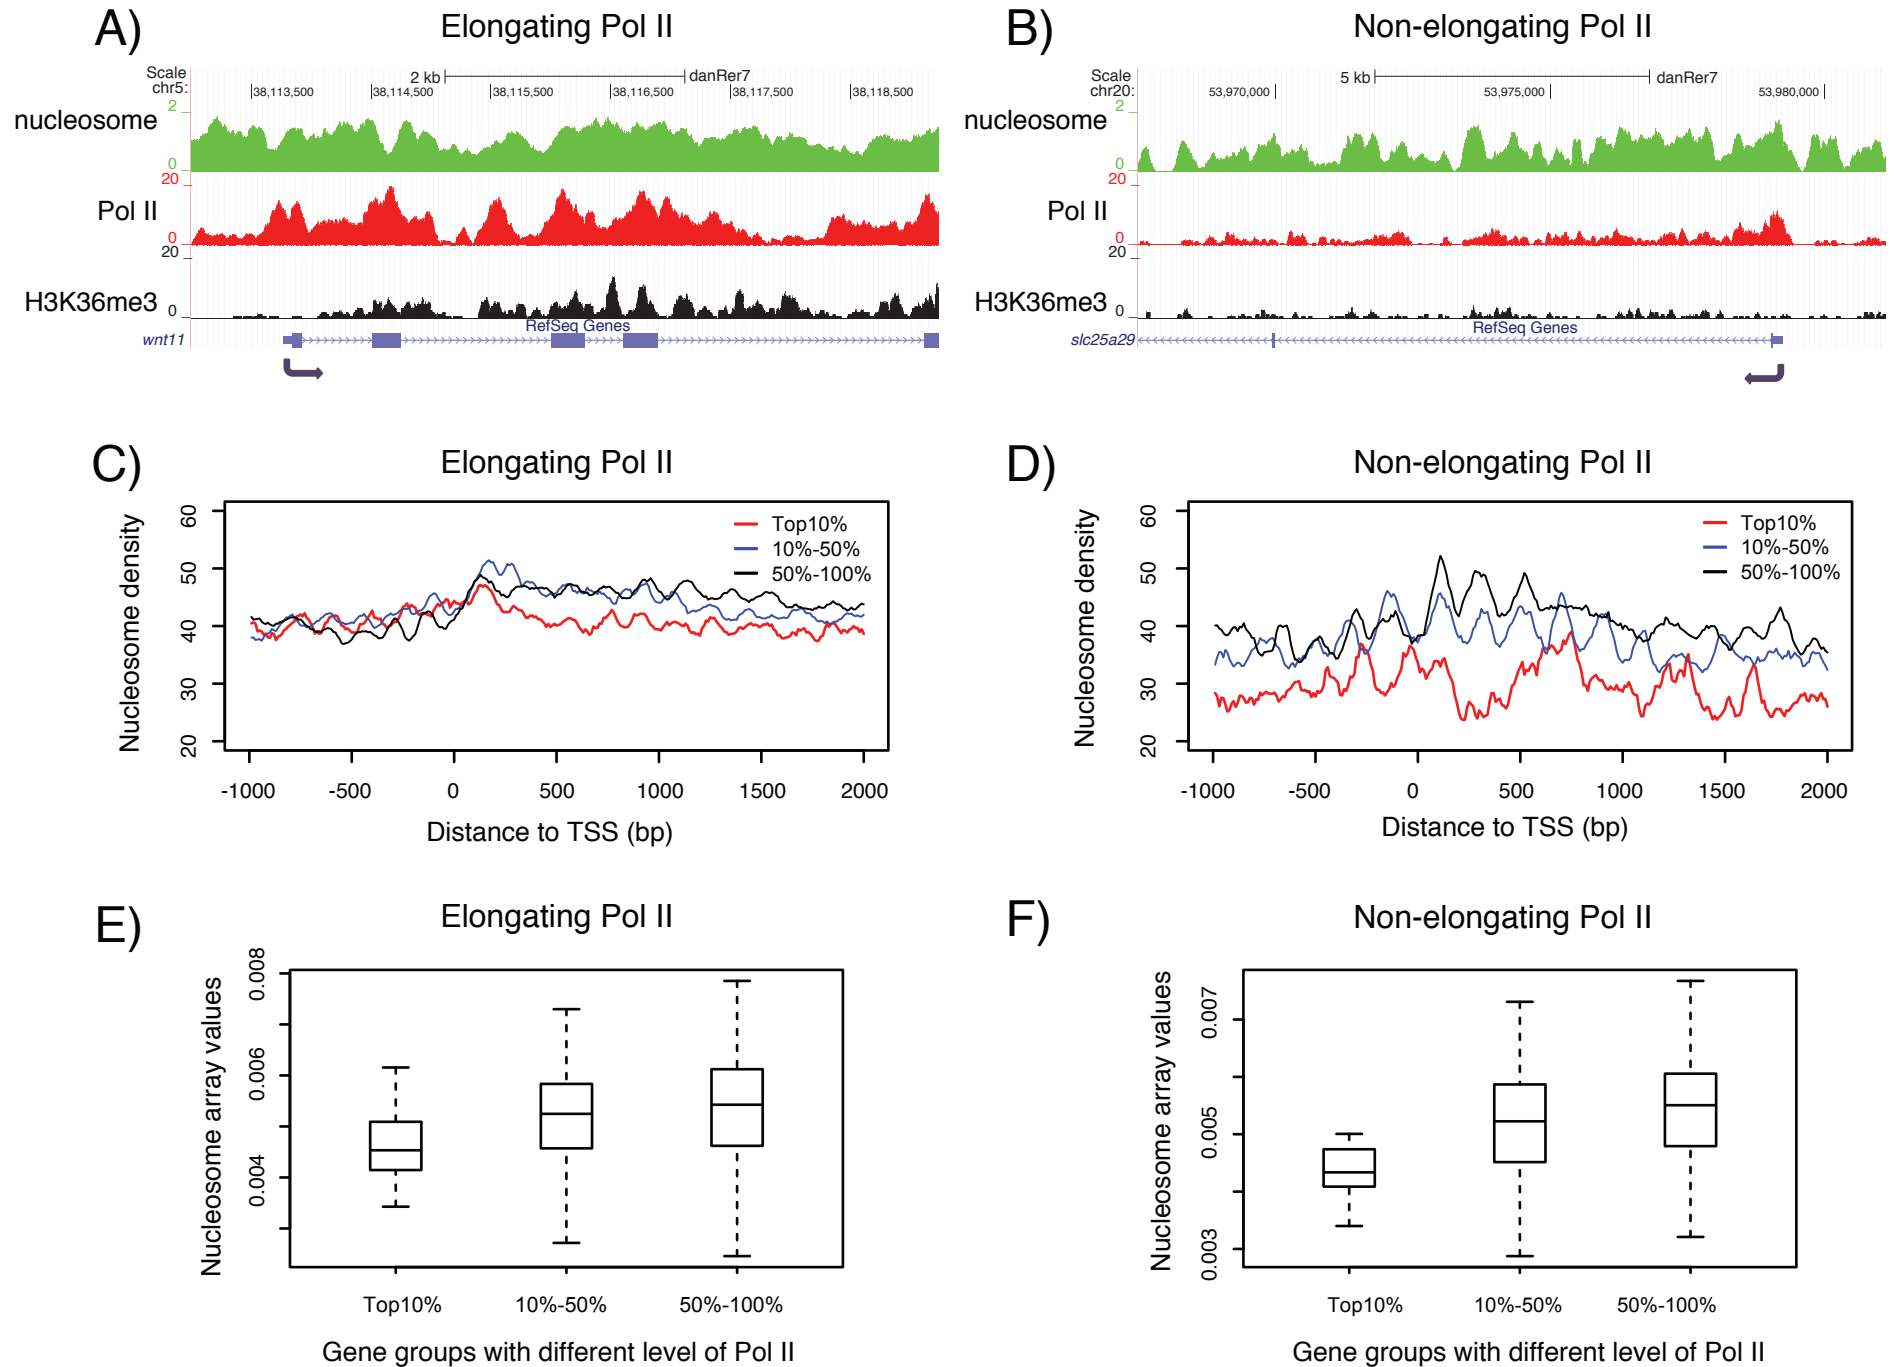 A)
Elongating Pol II
Scale
2 kb
danRer7
chr5:
38,113,500
38,114,500
38,115,500
38,116,500
38,117,500
38,118,500
2
nucleosome
0
20
Pol II
0
20
H3K36me3
0
RefSeq Genes
wnt11
B)
Non-elongating Pol II
Scale
5 kb
danRer7
chr20:
53,970,000
53,975,000
53,980,000
2
nucleosome
0
20
Pol II
0
20
H3K36me3
0
RefSeq Genes
slc25a29
C)
Elongating Pol II
Nucleosome density
60
50
40
30
20
Top10%
10%-50%
50%-100%
-1000
-500
0
500
1000
1500
2000
Distance to TSS (bp)
D)
Non-elongating Pol II
Nucleosome density
60
50
40
30
20
Top10%
10%-50%
50%-100%
-1000
-500
0
500
1000
1500
2000
Distance to TSS (bp)
E)
Elongating Pol II
Nucleosome array values
0.008
0.006
0.004
Top10%
10%-50%
50%-100%
Gene groups with different level of Pol II
F)
Non-elongating Pol II
Nucleosome array values
0.007
0.005
0.003
Top10%
10%-50%
50%-100%
Gene groups with different level of Pol II